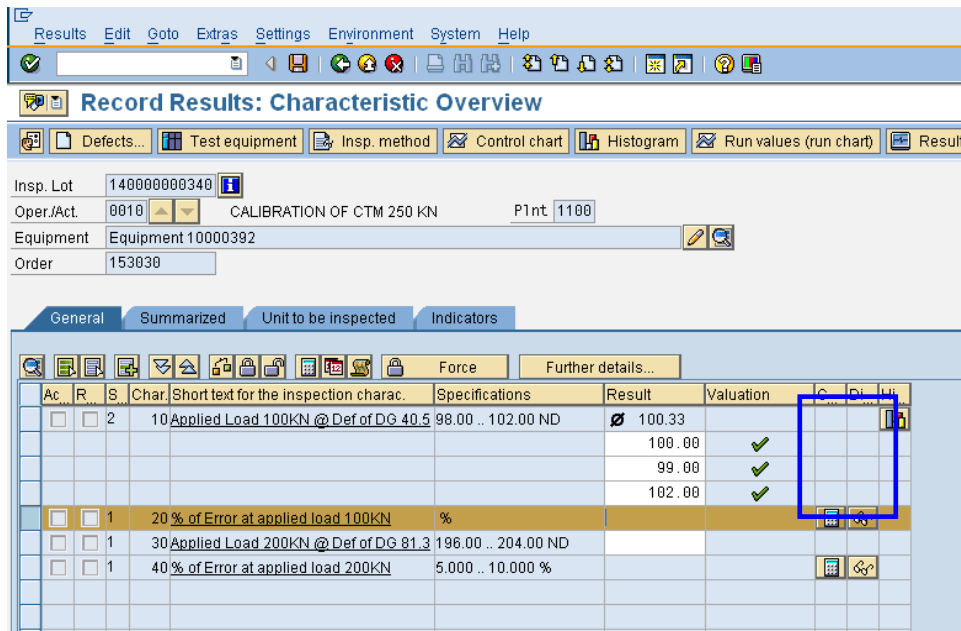 Results Edit Goto Extras Settings Environment System Help
Record Results: Characteristic Overview
Defects... Test equipment Insp. method Control chart Histogram Run values (run chart) Result
Insp. Lot 140000000340
Oper./Act. 0010 CALIBRATION OF CTM 250 KN Plnt 1100
Equipment Equipment 10000392
Order 153030
General Summarized Unit to be inspected Indicators
Force Further details...
Ac... R... S... Char. Short text for the inspection charac. Specifications Result Valuation C... Di... Hi...
2 10 Applied Load 100KN @ Def of DG 40.5 98.00 .. 102.00 ND Ø 100.33
100.00
99.00
102.00
1 20 % of Error at applied load 100KN %
1 30 Applied Load 200KN @ Def of DG 81.3 196.00 .. 204.00 ND
1 40 % of Error at applied load 200KN 5.000 .. 10.000 %